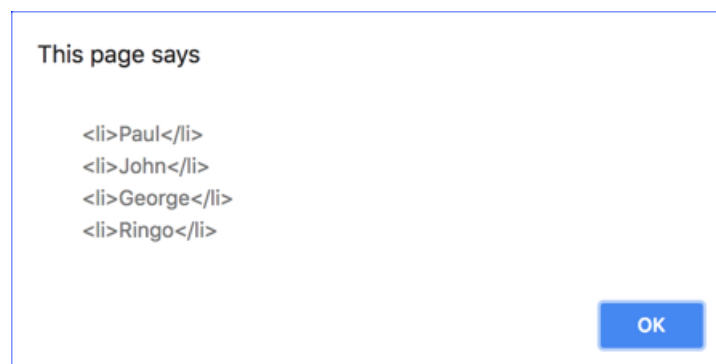 This page says
<li>Paul</li>
<li>John</li>
<li>George</li>
<li>Ringo</li>
OK